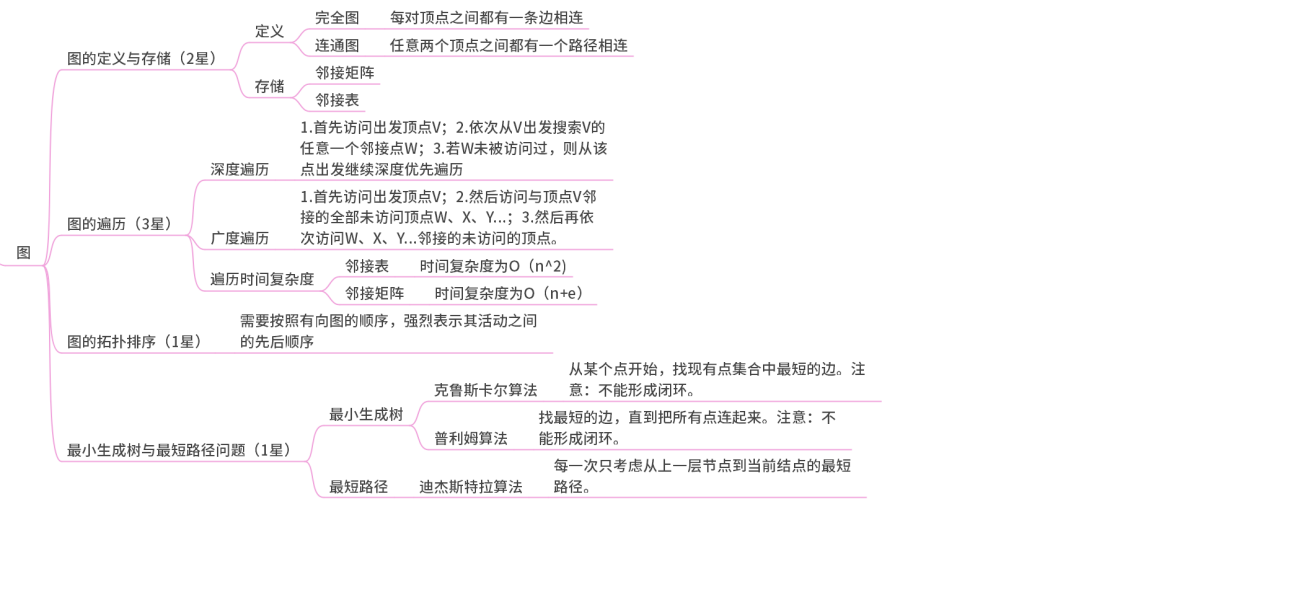 图
图的定义与存储（2星）
定义
完全图
每对顶点之间都有一条边相连
连通图
任意两个顶点之间都有一个路径相连
存储
邻接矩阵
邻接表
图的遍历（3星）
深度遍历
1.首先访问出发顶点V；2.依次从V出发搜索V的
任意一个邻接点W；3.若W未被访问过，则从该
点出发继续深度优先遍历
广度遍历
1.首先访问出发顶点V；2.然后访问与顶点V邻
接的全部未访问顶点W、X、Y...；3.然后再依
次访问W、X、Y...邻接的未访问的顶点。
遍历时间复杂度
邻接表
时间复杂度为O（n^2)
邻接矩阵
时间复杂度为O（n+e）
图的拓扑排序（1星）
需要按照有向图的顺序，强烈表示其活动之间
的先后顺序
最小生成树与最短路径问题（1星）
最小生成树
克鲁斯卡尔算法
从某个点开始，找现有点集合中最短的边。注
意：不能形成闭环。
普利姆算法
找最短的边，直到把所有点连起来。注意：不
能形成闭环。
最短路径
迪杰斯特拉算法
每一次只考虑从上一层节点到当前结点的最短
路径。